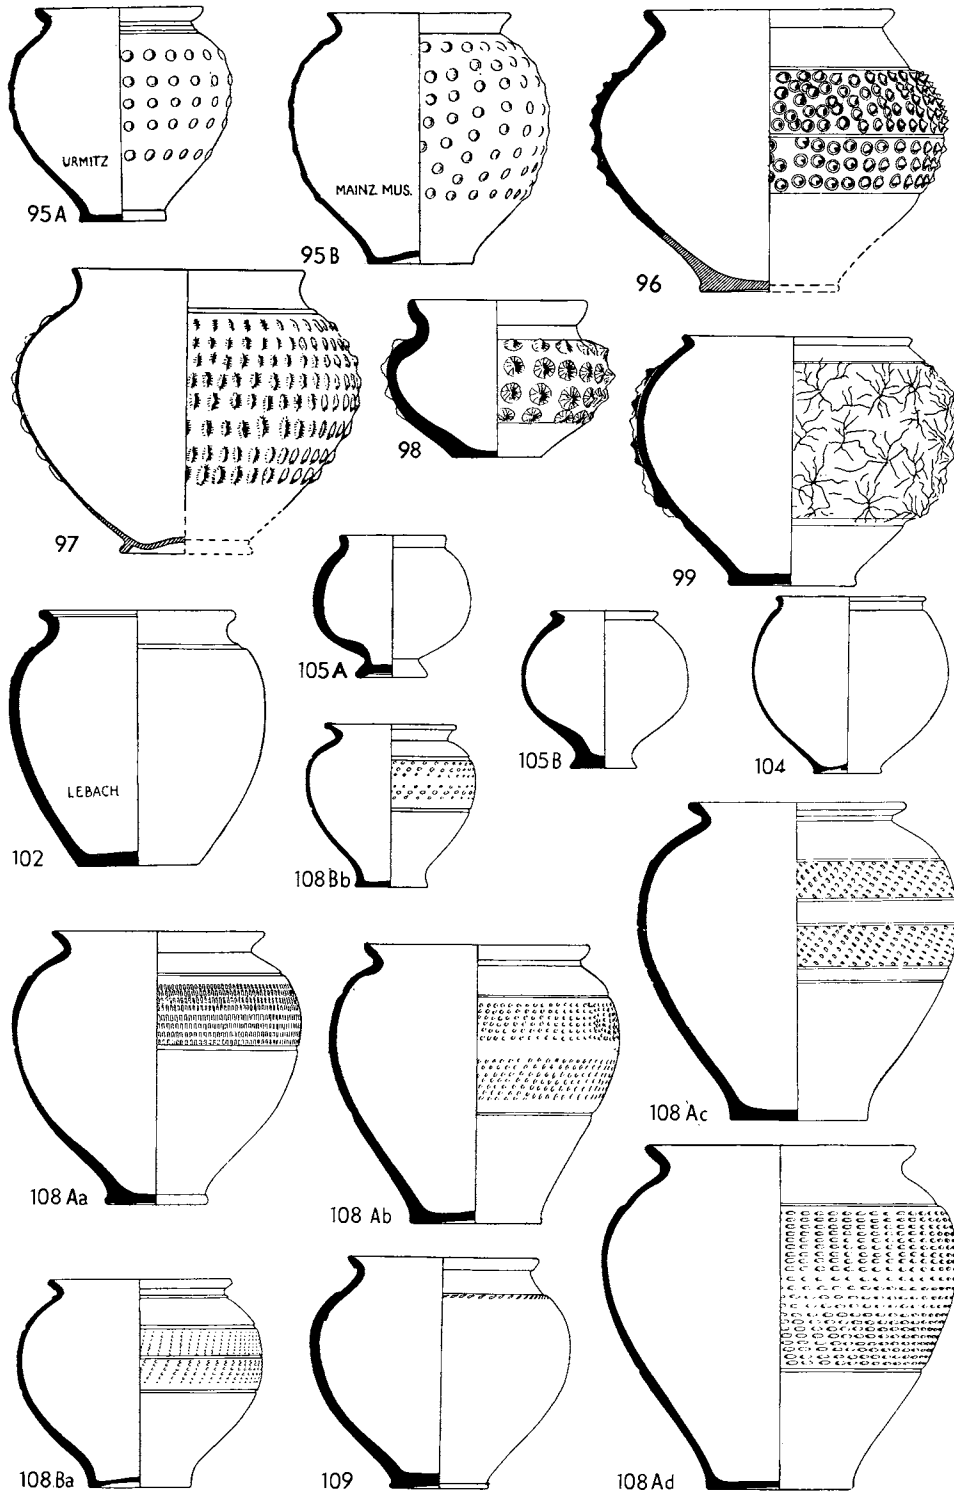 URMITZ
95 A
MAINZ MUS.
95 B
96
97
98
99
105 A
105 B
104
LEBACH
102
108 Bb
108 Ac
108 Aa
108 Ab
108 Ba
109
108 Ad